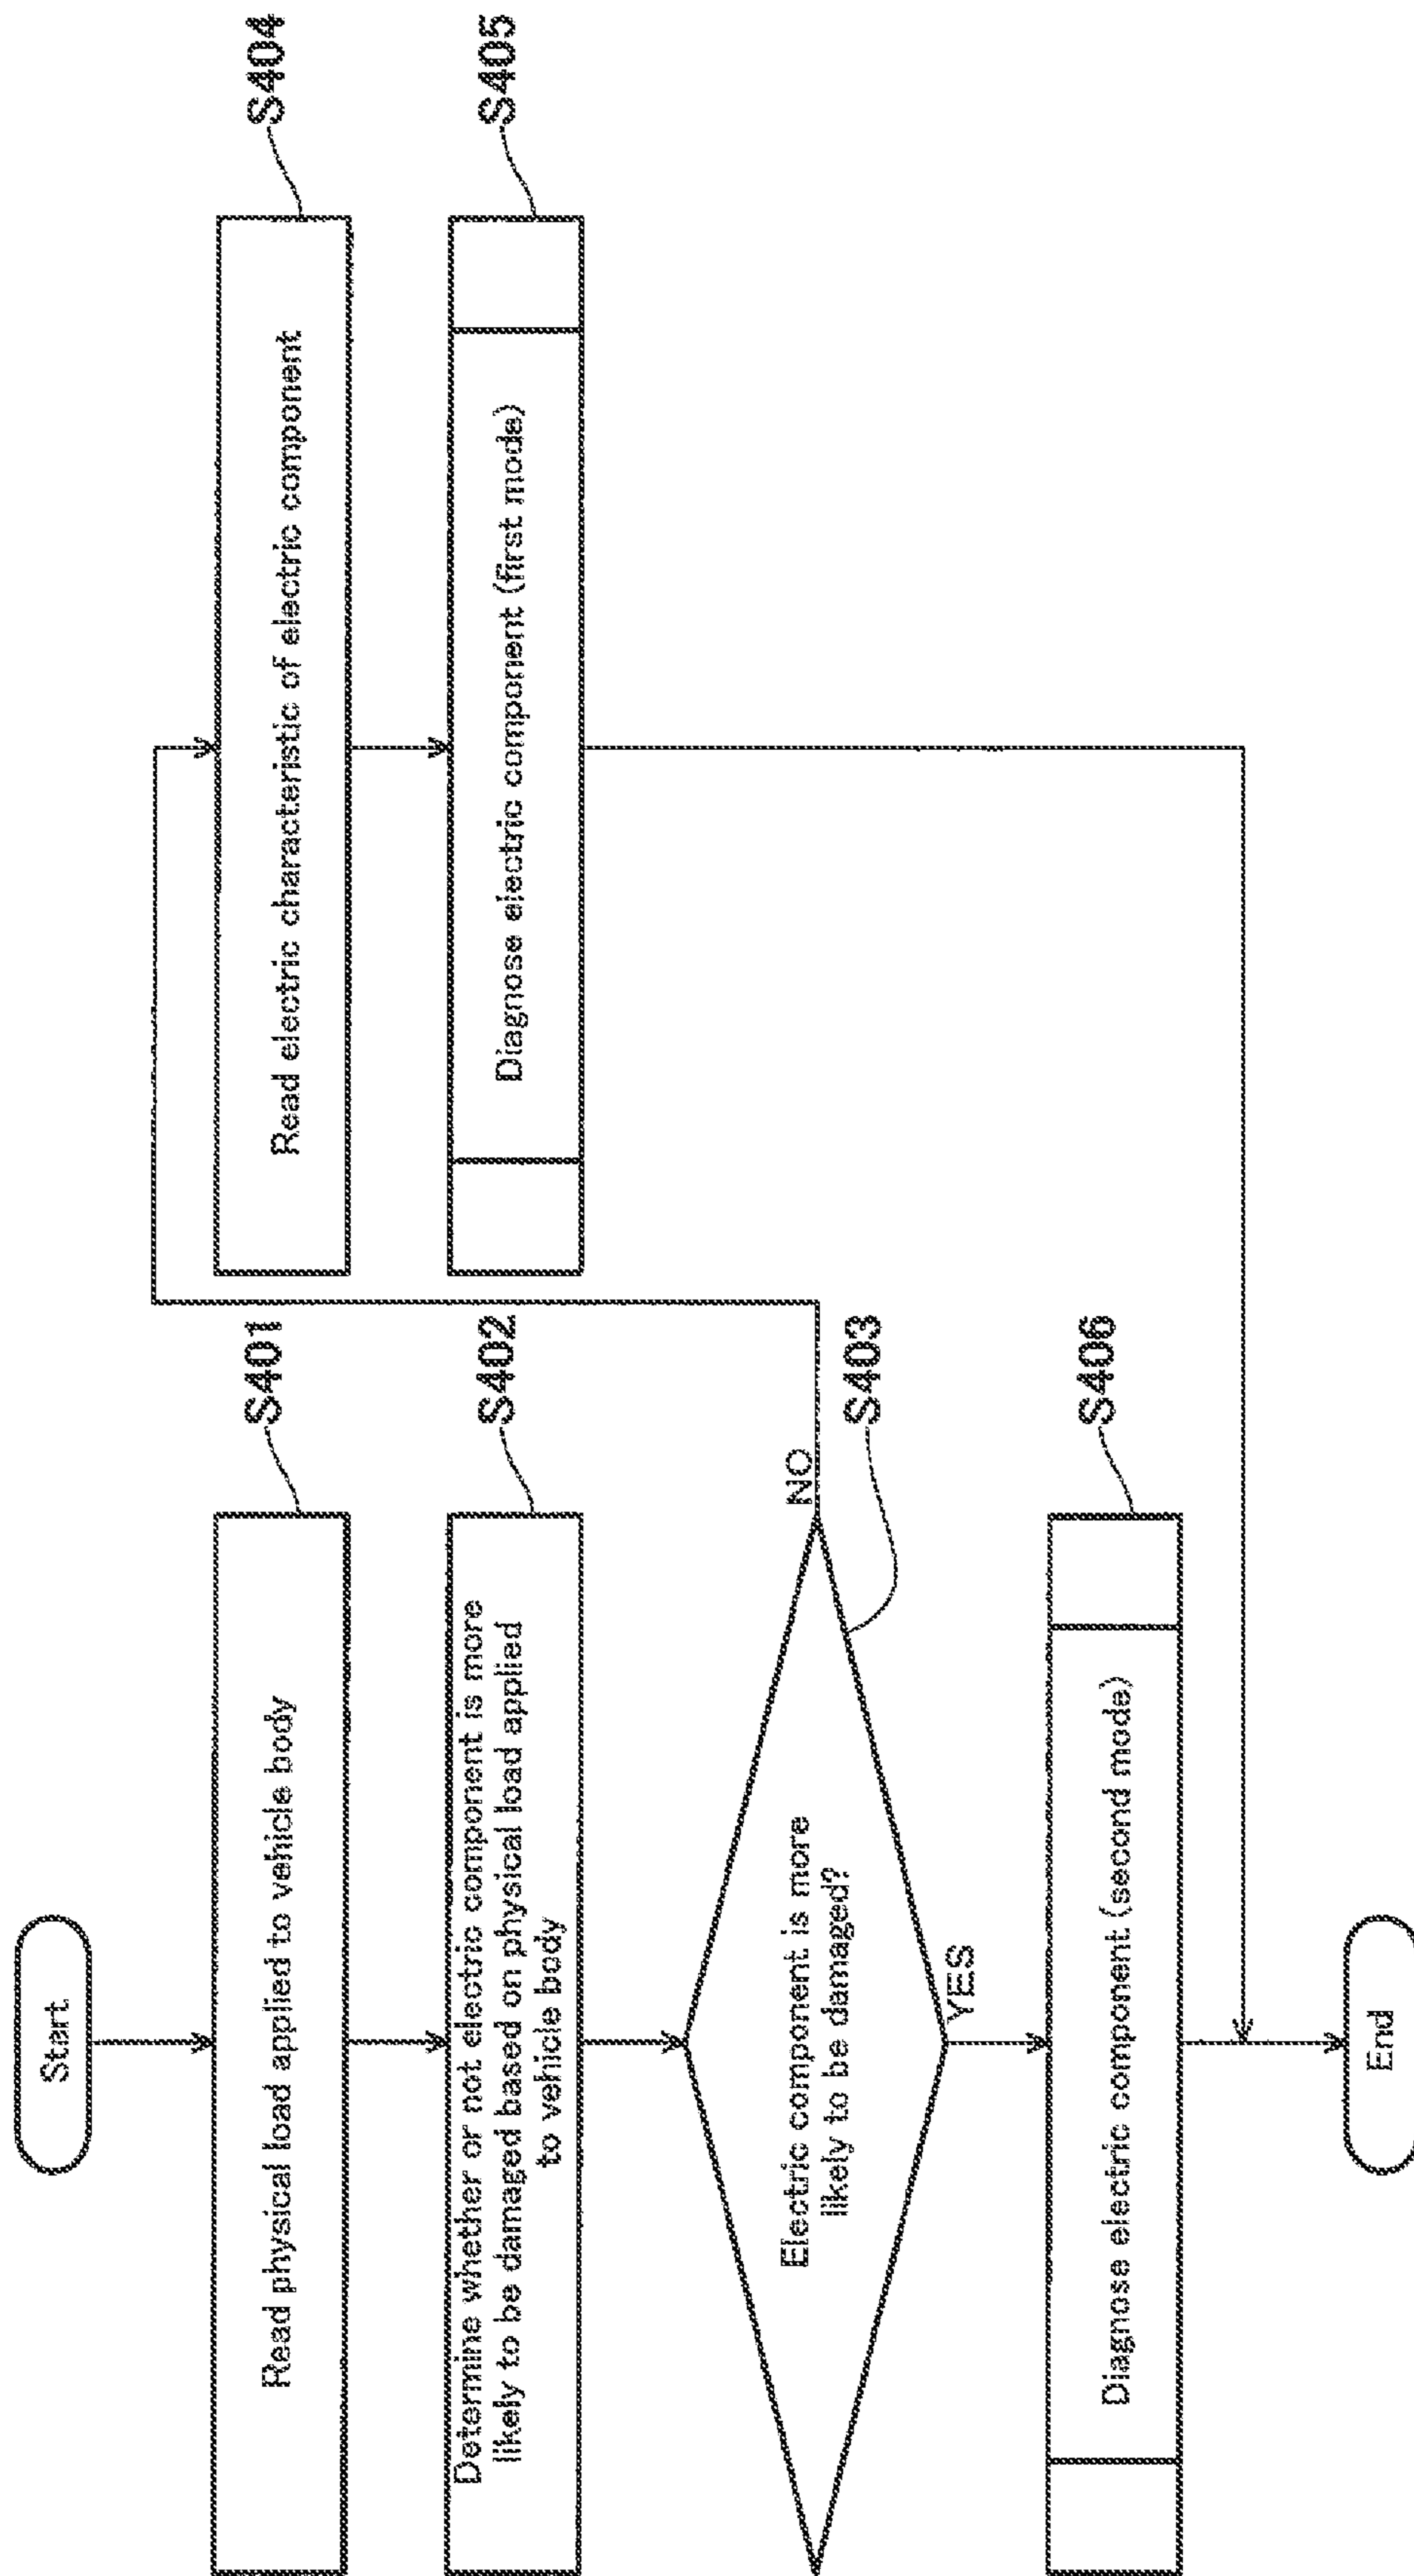 Start
Read physical load applied to vehicle body
S401
Determine whether or not electric component is more
likely to be damaged based on physical load applied
to vehicle body
S402
Electric component is more
likely to be damaged?
S403
NO
YES
Read electric characteristic of electric component
S404
Diagnose electric component (first mode)
S405
Diagnose electric component (second mode)
S406
End